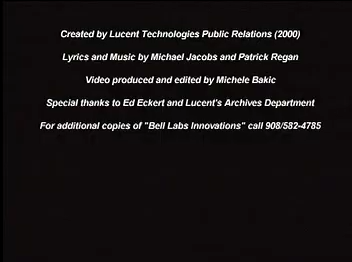 Created by Lucent Technologies Public Relations (2000)
Lyrics and Music by Michael Jacobs and Patrick Regan
Video produced and edited by Michele Bakic
Special thanks to Ed Eckert and Lucent's Archives Department
For additional copies of "Bell Labs Innovations" call 908/582-4785